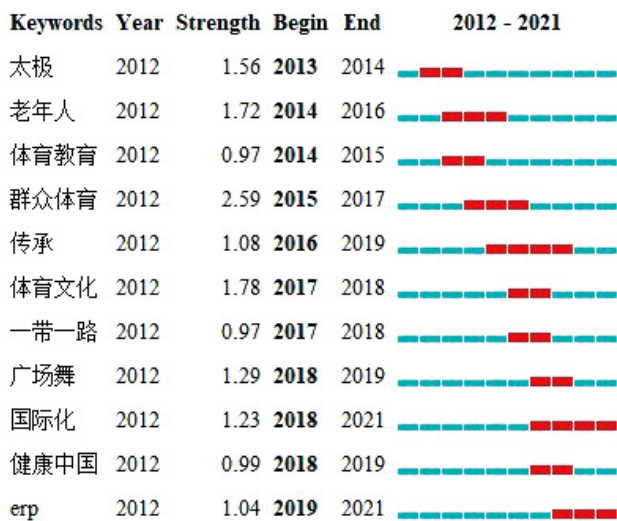 Keywords Year Strength Begin End 2012 - 2021
太极 2012 1.56 2013 2014
老年人 2012 1.72 2014 2016
体育教育 2012 0.97 2014 2015
群众体育 2012 2.59 2015 2017
传承 2012 1.08 2016 2019
体育文化 2012 1.78 2017 2018
一带一路 2012 0.97 2017 2018
广场舞 2012 1.29 2018 2019
国际化 2012 1.23 2018 2021
健康中国 2012 0.99 2018 2019
erp 2012 1.04 2019 2021